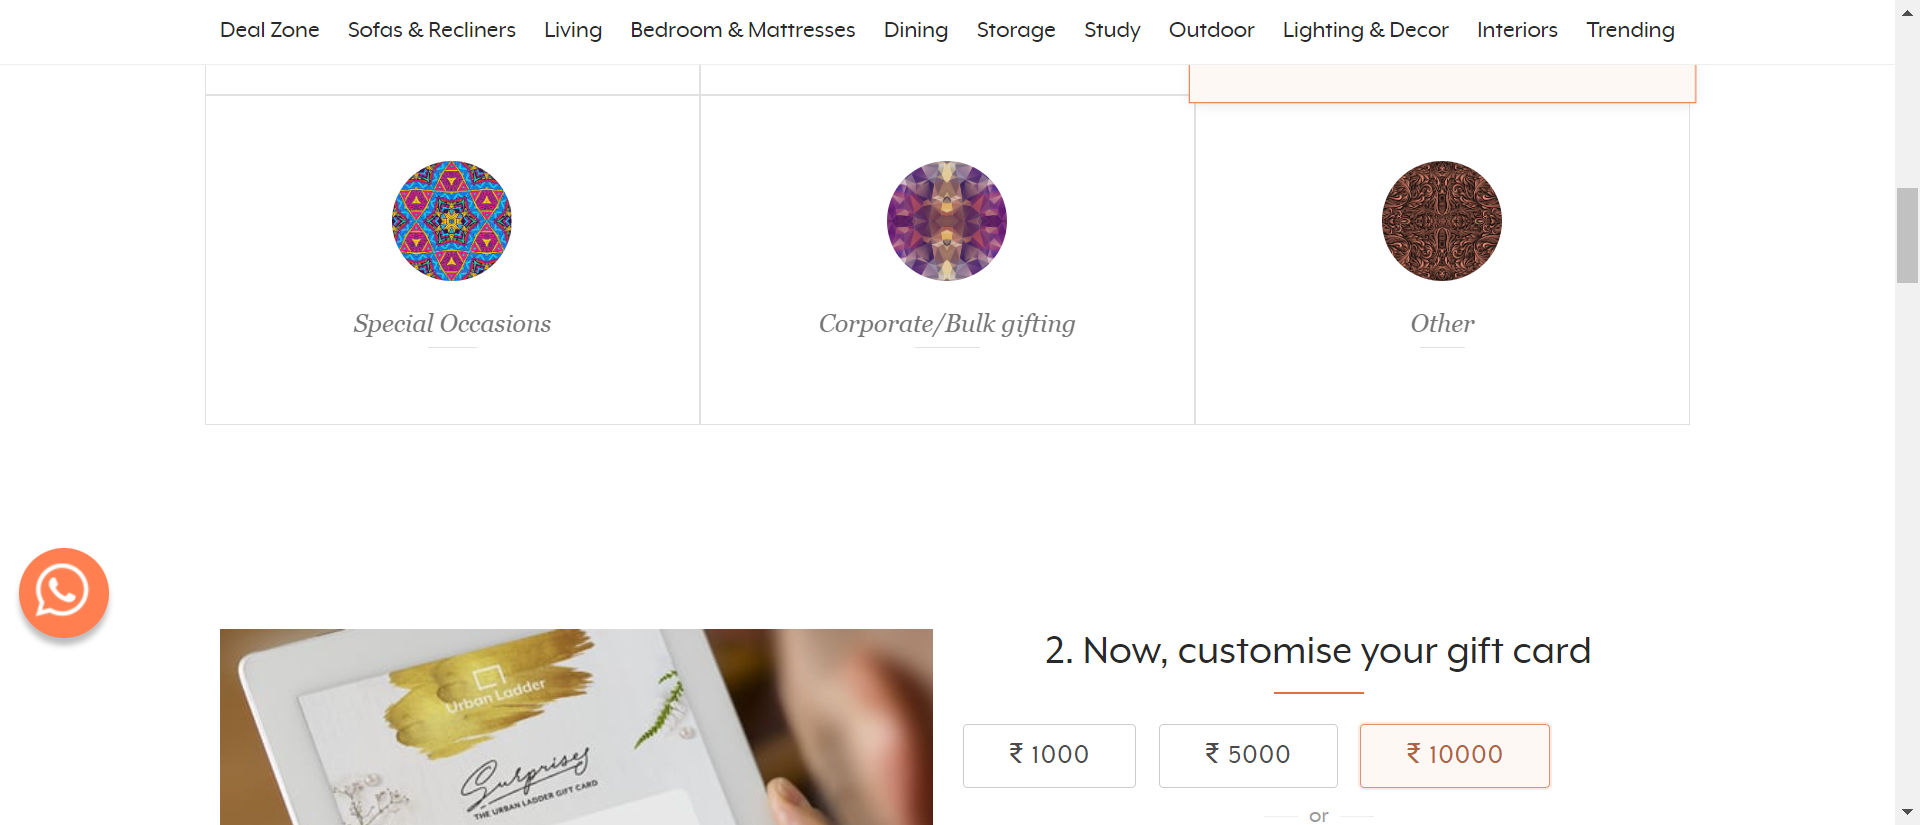 Deal Zone Sofas & Recliners Living Bedroom & Mattresses Dining Storage Study Outdoor Lighting & Decor Interiors Trending
Special Occasions Corporate/Bulk gifting Other
2. Now, customise your gift card
Urban Ladder
Surprises
THE URBAN LADDER GIFT CARD
₹ 1000 ₹ 5000 ₹ 10000
or